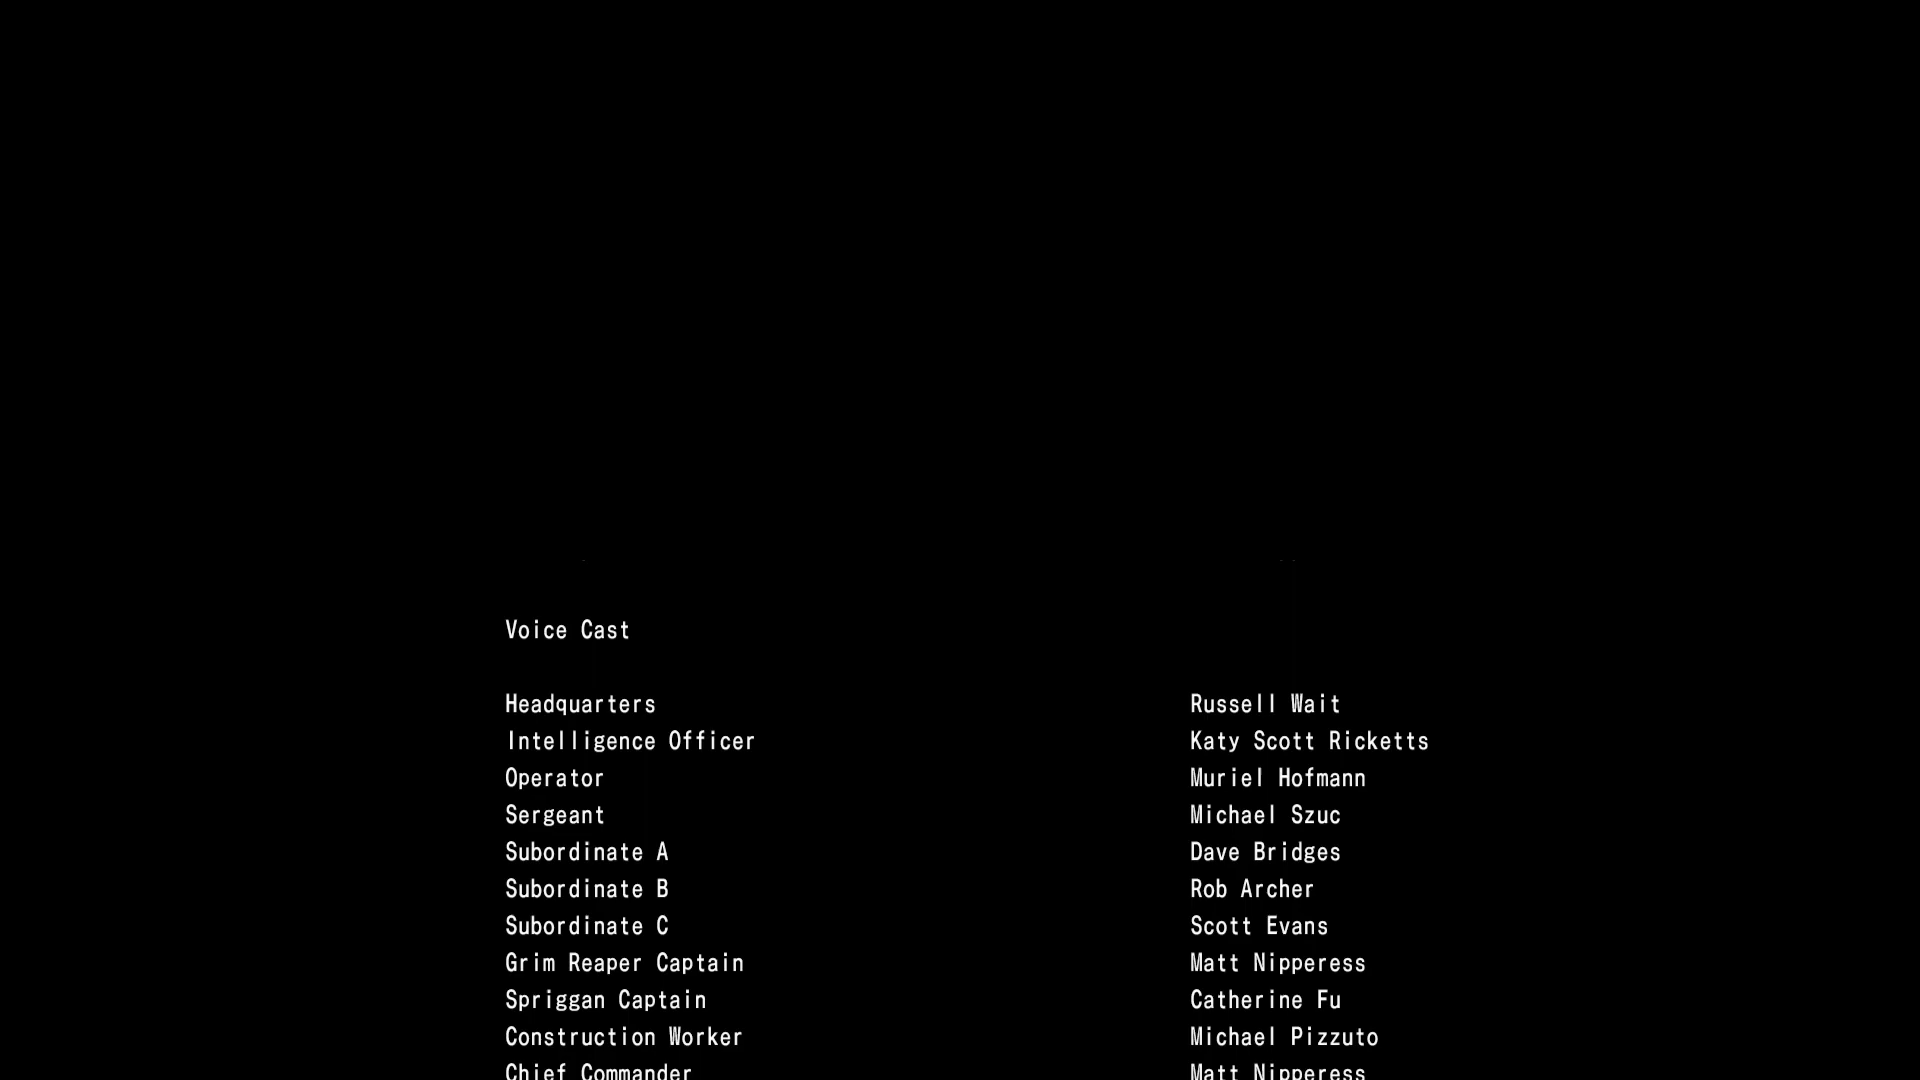 Voice Cast
Headquarters Russell Wait
Intelligence Officer Katy Scott Ricketts
Operator Muriel Hofmann
Sergeant Michael Szuc
Subordinate A Dave Bridges
Subordinate B Rob Archer
Subordinate C Scott Evans
Grim Reaper Captain Matt Nipperess
Spriggan Captain Catherine Fu
Construction Worker Michael Pizzuto
Chief Commander Matt Nipperess